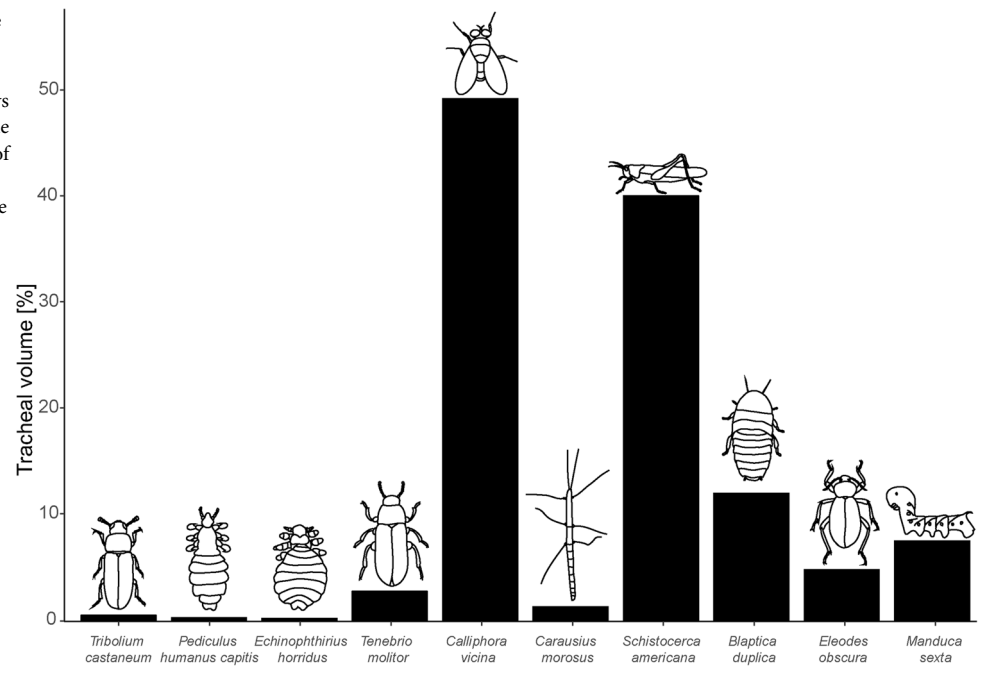 of
50
40
30
20
10
0
Tracheal volume [%]
Tribolium
castaneum
Pediculus
humanus capitis
Echinophthirius
horridus
Tenebrio
molitor
Calliphora
vicina
Carausius
morosus
Schistocerca
americana
Blaptica
duplica
Eleodes
obscura
Manduca
sexta